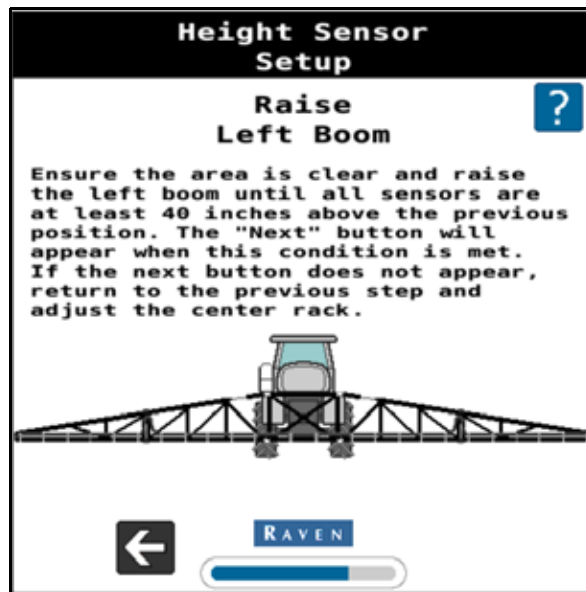 Height Sensor
Setup
Raise
Left Boom
?
Ensure the area is clear and raise
the left boom until all sensors are
at least 40 inches above the previous
position. The "Next" button will
appear when this condition is met.
If the next button does not appear,
return to the previous step and
adjust the center rack.
RAVEN